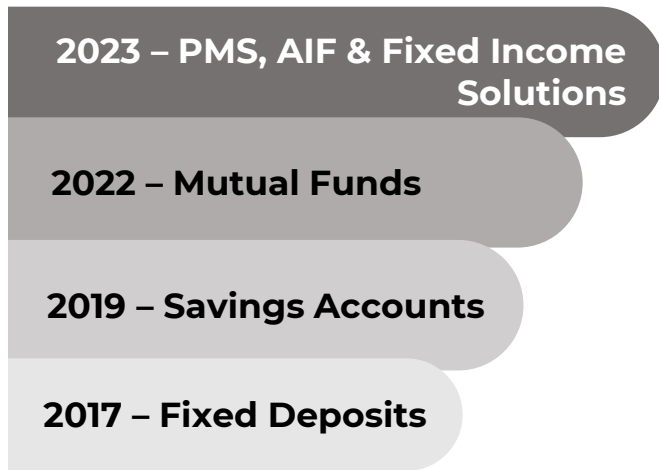 2023 – PMS, AIF & Fixed Income
Solutions
2022 – Mutual Funds
2019 – Savings Accounts
2017 – Fixed Deposits